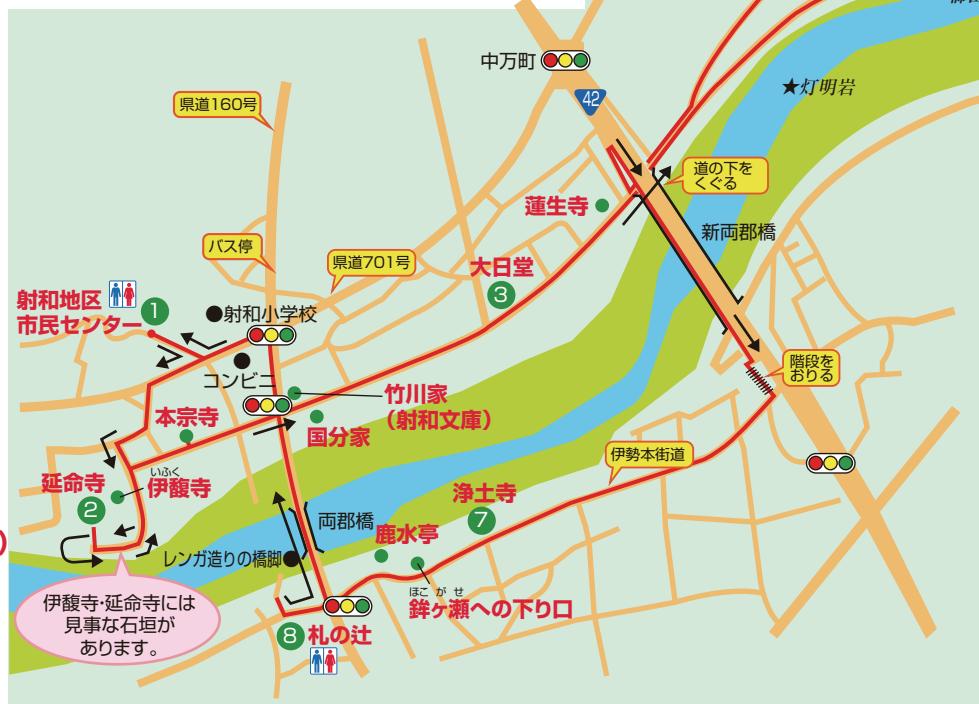 中万町
42
★灯明岩
県道160号
道の下を
くぐる
蓮生寺
新両郡橋
バス停
県道701号
大日堂
3
射和地区
市民センター
1
●射和小学校
コンビニ
階段を
おりる
竹川家
(射和文庫)
本宗寺
国分家
伊勢本街道
いふく
延命寺
伊馥寺
2
浄土寺
7
両郡橋
鹿水亭
レンガ造りの橋脚●
ほこ が せ
鉾ヶ瀬への下り口
伊馥寺・延命寺には
見事な石垣が
あります。
8 札の辻